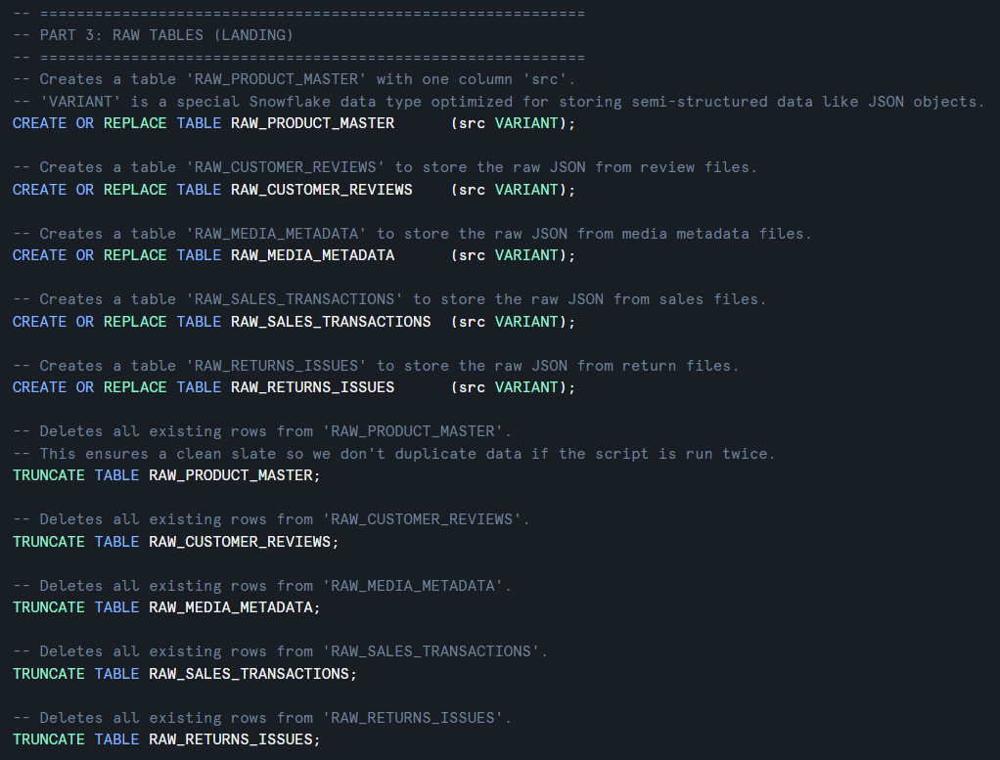 -- ============================================================
-- PART 3: RAW TABLES (LANDING)
-- ============================================================
-- Creates a table 'RAW_PRODUCT_MASTER' with one column 'src'.
-- 'VARIANT' is a special Snowflake data type optimized for storing semi-structured data like JSON objects.
CREATE OR REPLACE TABLE RAW_PRODUCT_MASTER      (src VARIANT);
-- Creates a table 'RAW_CUSTOMER_REVIEWS' to store the raw JSON from review files.
CREATE OR REPLACE TABLE RAW_CUSTOMER_REVIEWS    (src VARIANT);
-- Creates a table 'RAW_MEDIA_METADATA' to store the raw JSON from media metadata files.
CREATE OR REPLACE TABLE RAW_MEDIA_METADATA      (src VARIANT);
-- Creates a table 'RAW_SALES_TRANSACTIONS' to store the raw JSON from sales files.
CREATE OR REPLACE TABLE RAW_SALES_TRANSACTIONS  (src VARIANT);
-- Creates a table 'RAW_RETURNS_ISSUES' to store the raw JSON from return files.
CREATE OR REPLACE TABLE RAW_RETURNS_ISSUES      (src VARIANT);
-- Deletes all existing rows from 'RAW_PRODUCT_MASTER'.
-- This ensures a clean slate so we don't duplicate data if the script is run twice.
TRUNCATE TABLE RAW_PRODUCT_MASTER;
-- Deletes all existing rows from 'RAW_CUSTOMER_REVIEWS'.
TRUNCATE TABLE RAW_CUSTOMER_REVIEWS;
-- Deletes all existing rows from 'RAW_MEDIA_METADATA'.
TRUNCATE TABLE RAW_MEDIA_METADATA;
-- Deletes all existing rows from 'RAW_SALES_TRANSACTIONS'.
TRUNCATE TABLE RAW_SALES_TRANSACTIONS;
-- Deletes all existing rows from 'RAW_RETURNS_ISSUES'.
TRUNCATE TABLE RAW_RETURNS_ISSUES;